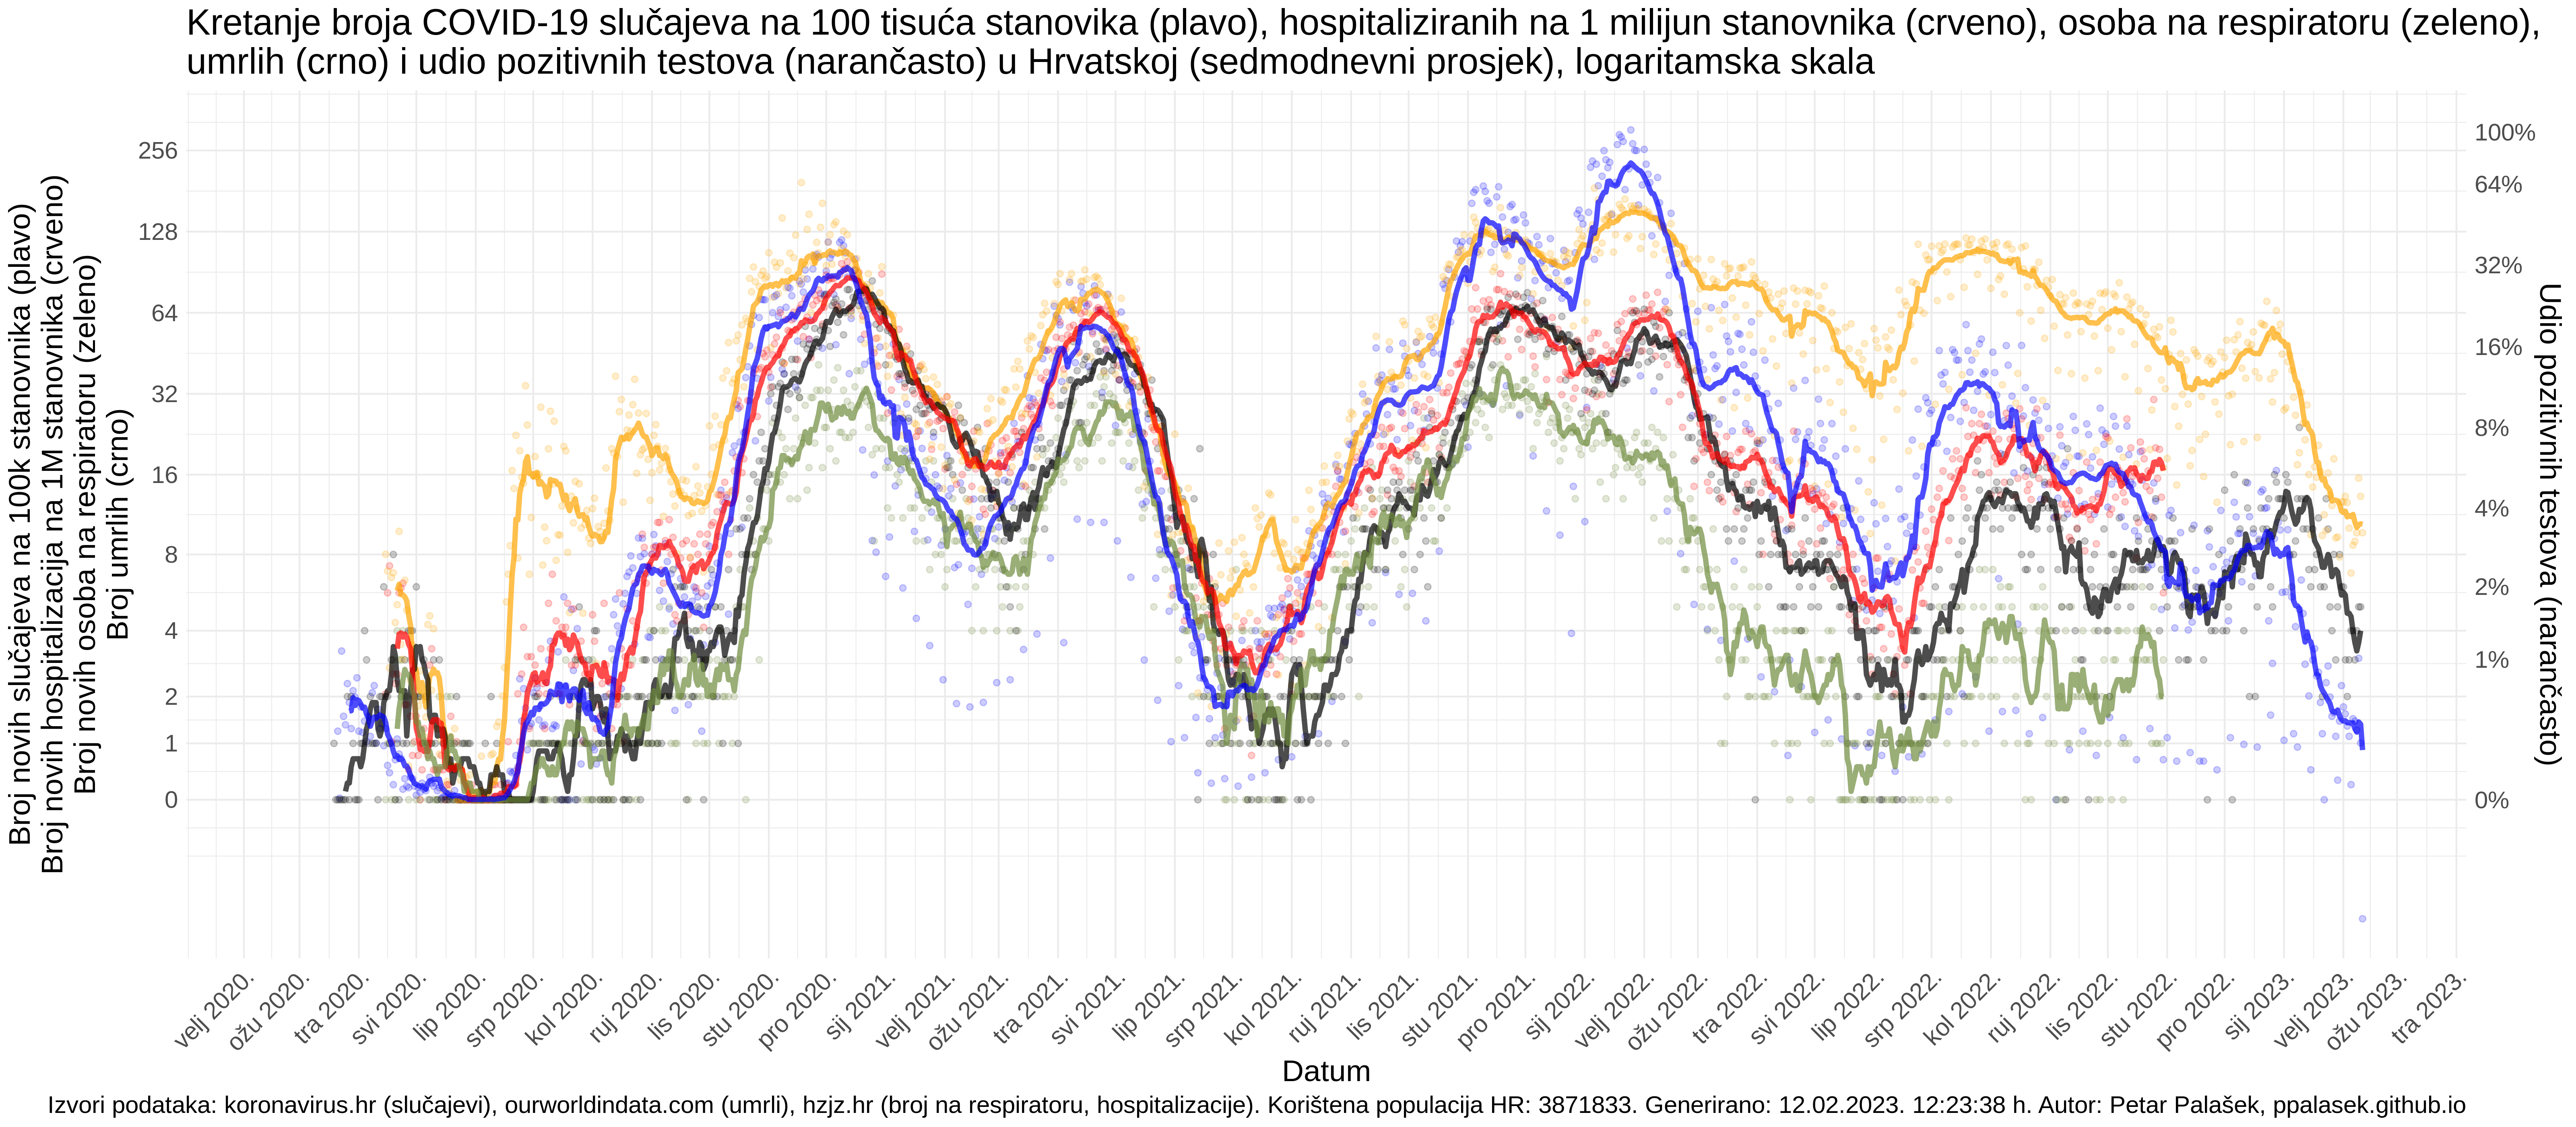 Kretanje broja COVID-19 slučajeva na 100 tisuća stanovika (plavo), hospitaliziranih na 1 milijun stanovnika (crveno), osoba na respiratoru (zeleno),
umrlih (crno) i udio pozitivnih testova (narančasto) u Hrvatskoj (sedmodnevni prosjek), logaritamska skala
Broj novih slučajeva na 100k stanovnika (plavo)
Broj novih hospitalizacija na 1M stanovnika (crveno)
Broj novih osoba na respiratoru (zeleno)
Broj umrlih (crno)
256
128
64
32
16
8
4
2
1
0
100%
64%
32%
16%
8%
4%
2%
1%
0%
Udio pozitivnih testova (narančasto)
velj 2020.
ožu 2020.
tra 2020.
svi 2020.
lip 2020.
srp 2020.
kol 2020.
ruj 2020.
lis 2020.
stu 2020.
pro 2020.
sij 2021.
velj 2021.
ožu 2021.
tra 2021.
svi 2021.
lip 2021.
srp 2021.
kol 2021.
ruj 2021.
lis 2021.
stu 2021.
pro 2021.
sij 2022.
velj 2022.
ožu 2022.
tra 2022.
svi 2022.
lip 2022.
srp 2022.
kol 2022.
ruj 2022.
lis 2022.
stu 2022.
pro 2022.
sij 2023.
velj 2023.
ožu 2023.
tra 2023.
Datum
Izvori podataka: koronavirus.hr (slučajevi), ourworldindata.com (umrli), hzjz.hr (broj na respiratoru, hospitalizacije). Korištena populacija HR: 3871833. Generirano: 12.02.2023. 12:23:38 h. Autor: Petar Palašek, ppalasek.github.io